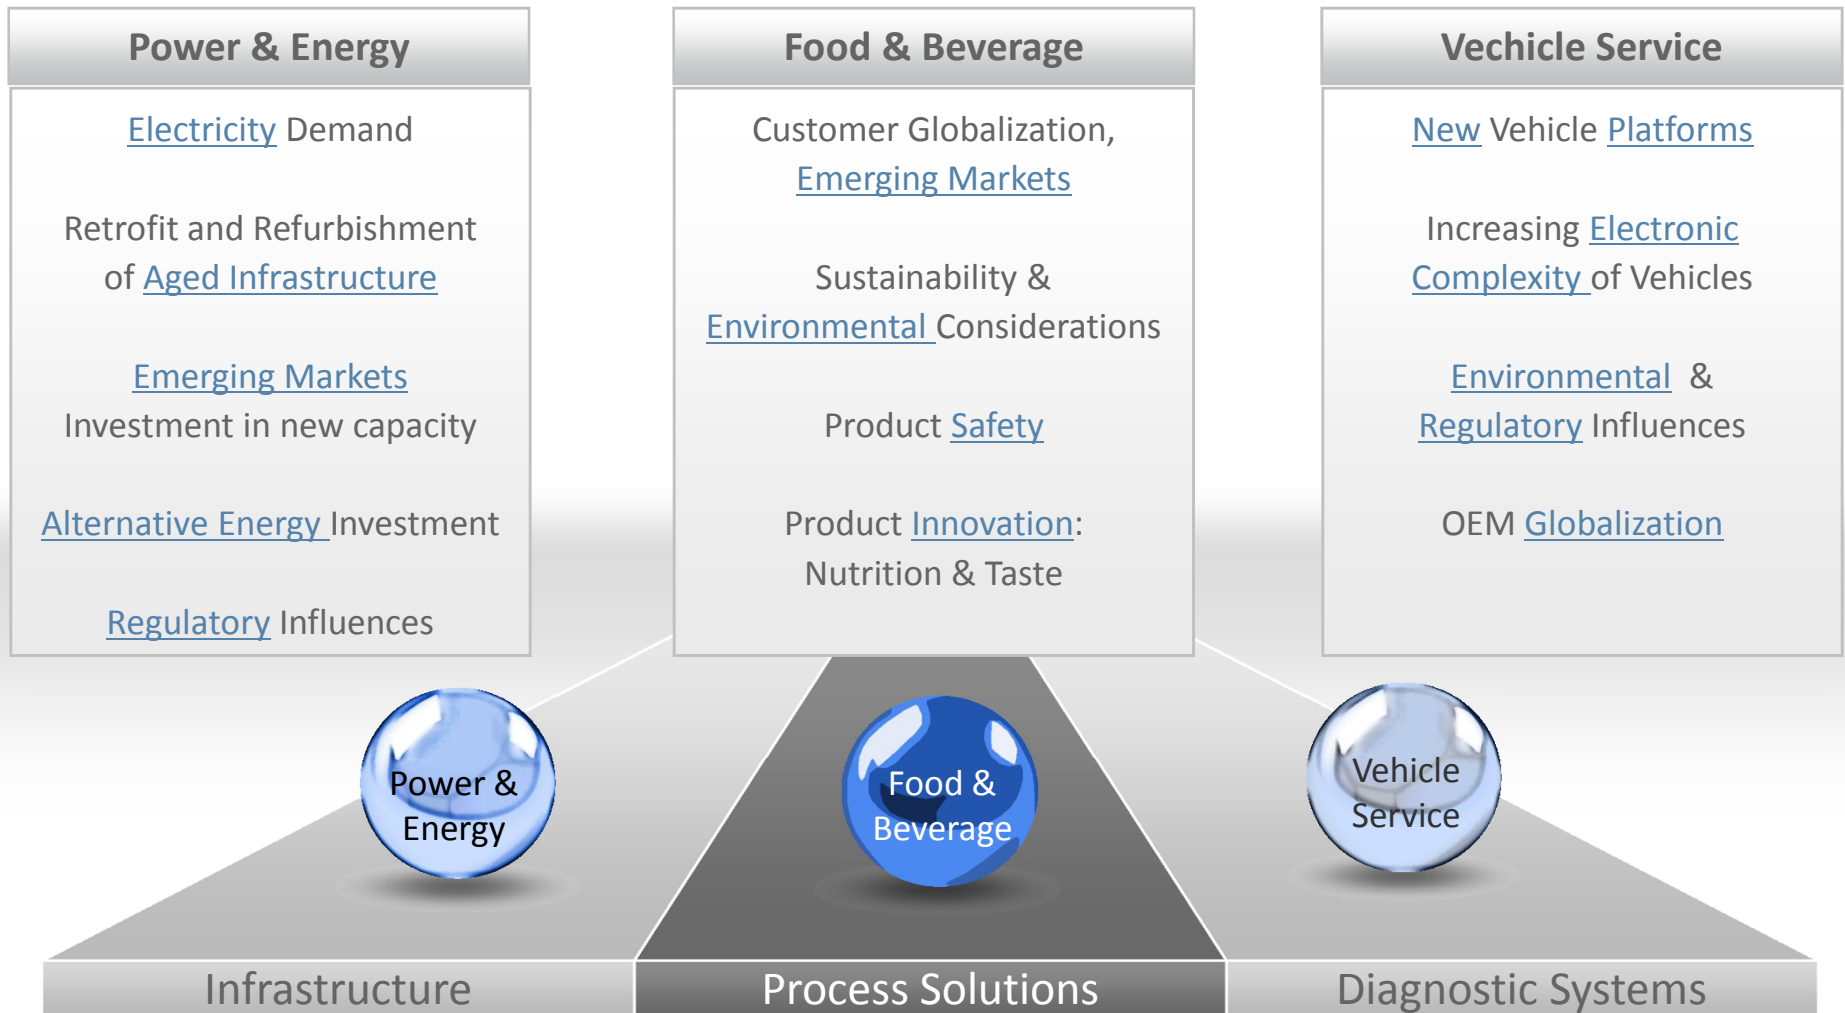 Power & Energy
Electricity Demand
Retrofit and Refurbishment
of Aged Infrastructure
Emerging Markets
Investment in new capacity
Alternative Energy Investment
Regulatory Influences
Food & Beverage
Customer Globalization,
Emerging Markets
Sustainability &
Environmental Considerations
Product Safety
Product Innovation:
Nutrition & Taste
Vechicle Service
New Vehicle Platforms
Increasing Electronic
Complexity of Vehicles
Environmental &
Regulatory Influences
OEM Globalization
Power &
Energy
Food &
Beverage
Vehicle
Service
Infrastructure
Process Solutions
Diagnostic Systems